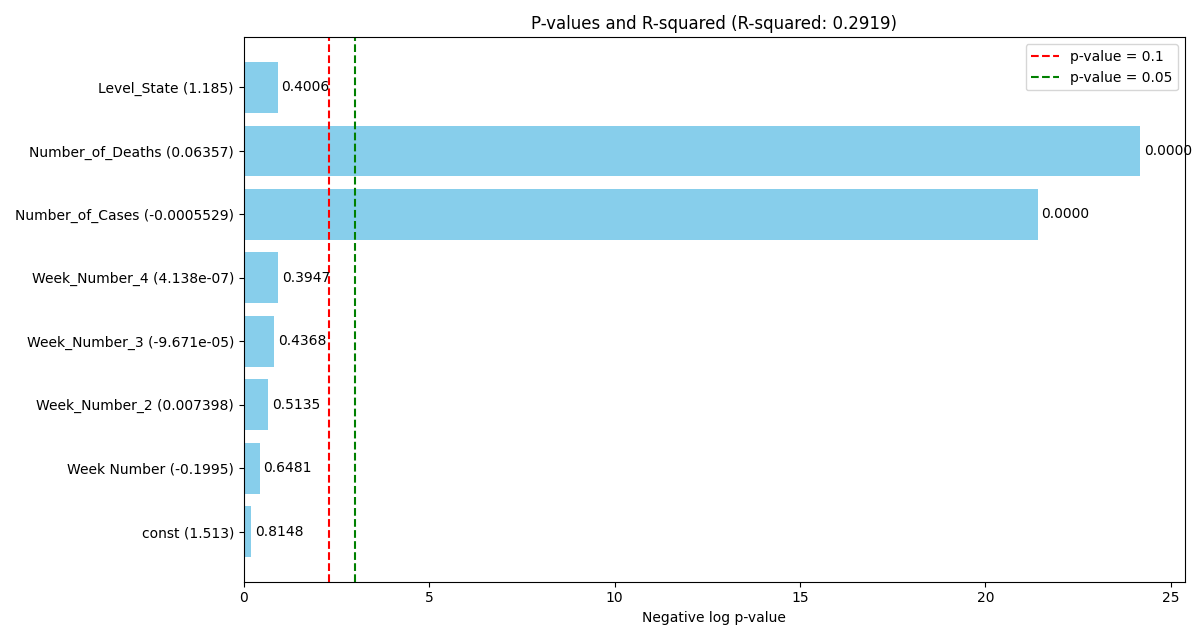 P-values and R-squared (R-squared: 0.2919)
p-value = 0.1
p-value = 0.05
Level_State (1.185) 0.4006
Number_of_Deaths (0.06357) 0.0000
Number_of_Cases (-0.0005529) 0.0000
Week_Number_4 (4.138e-07) 0.3947
Week_Number_3 (-9.671e-05) 0.4368
Week_Number_2 (0.007398) 0.5135
Week Number (-0.1995) 0.6481
const (1.513) 0.8148
0 5 10 15 20 25
Negative log p-value